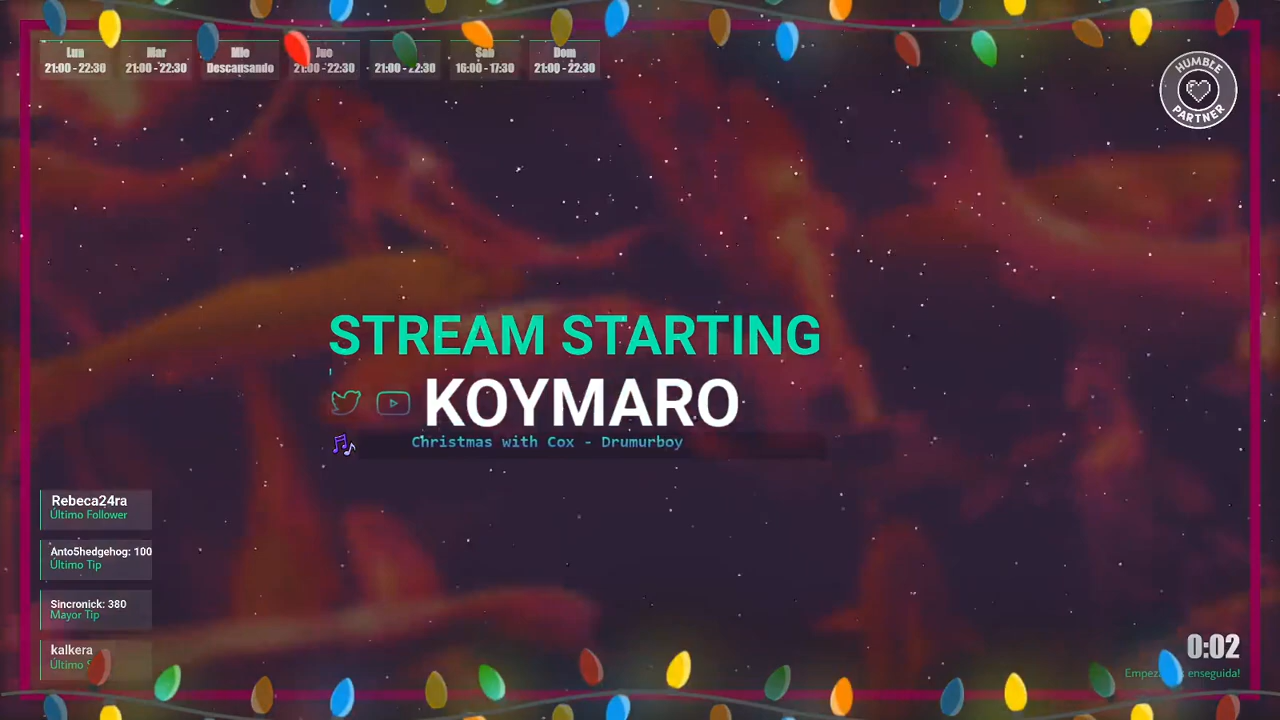 Lun
21:00 - 22:30
Mar
21:00 - 22:30
Mie
Descansando
Jue
21:00 - 22:30
21:00 - 22:30
Sab
16:00 - 17:30
Dom
21:00 - 22:30
HUMBLE
PARTNER
STREAM STARTING
KOYMARO
Christmas with Cox - Drumurboy
Rebeca24ra
Último Follower
Anto5hedgehog: 100
Último Tip
Sincronick: 380
Mayor Tip
kalkera
Último
0:02
enseguida!